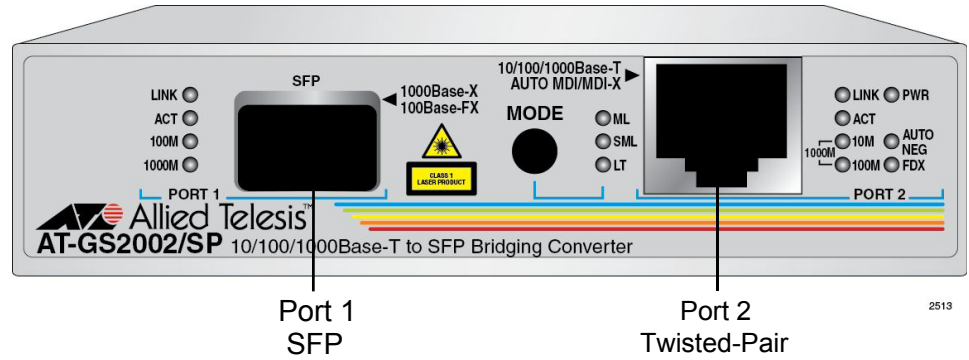 SFP
LINK
ACT
100M
1000M
PORT 1
1000Base-X
100Base-FX
CLASS 1
LASER PRODUCT
MODE
10/100/1000Base-T
AUTO MDI/MDI-X
ML
SML
LT
LINK PWR
ACT
10M AUTO NEG
1000M
100M FDX
PORT 2
Allied Telesis™
AT-GS2002/SP 10/100/1000Base-T to SFP Bridging Converter
Port 1
SFP
Port 2
Twisted-Pair
2513